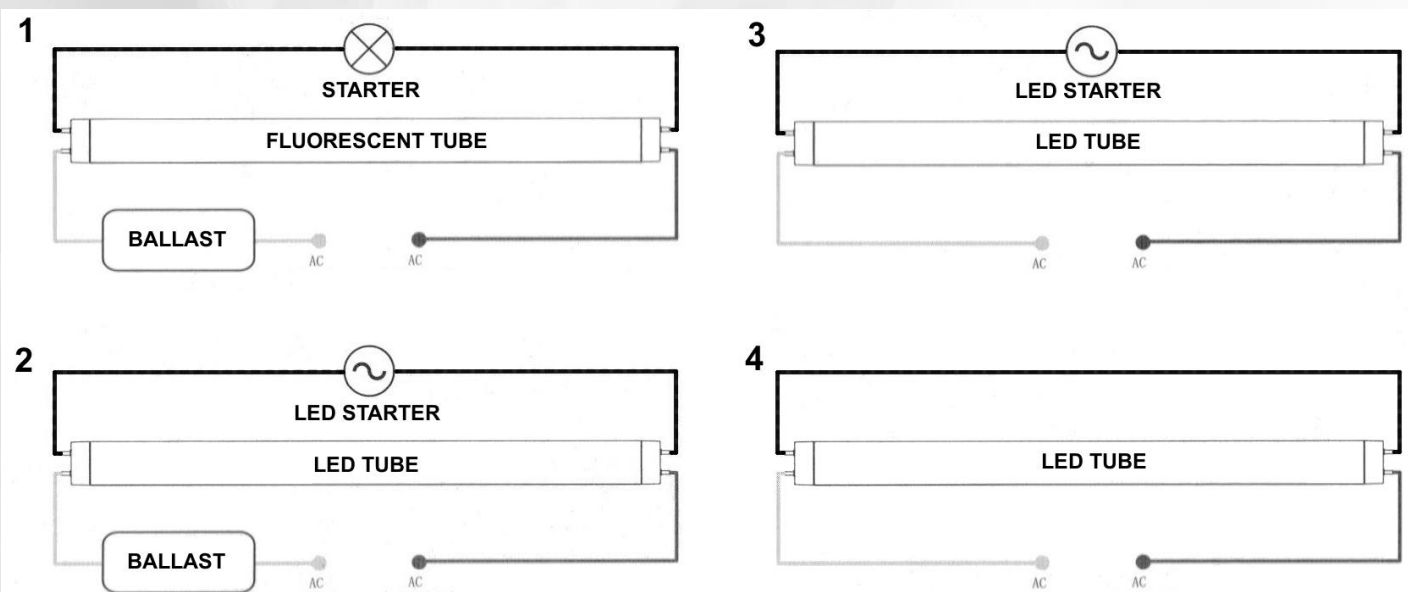 1
STARTER
FLUORESCENT TUBE
BALLAST
AC
AC
2
LED STARTER
LED TUBE
BALLAST
AC
AC
3
LED STARTER
LED TUBE
AC
AC
4
LED TUBE
AC
AC